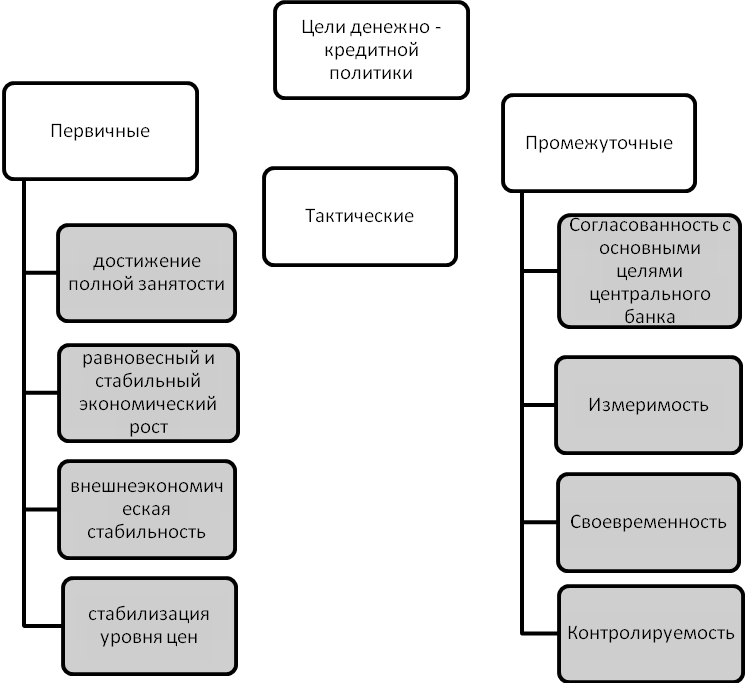 Цели денежно -
кредитной
политики
Первичные
Промежуточные
Тактические
достижение
полной занятости
равновесный и
стабильный
экономический
рост
внешнеэкономич
еская
стабильность
стабилизация
уровня цен
Согласованность с
основными
целями
центрального
банка
Измеримость
Своевременность
Контролируемость